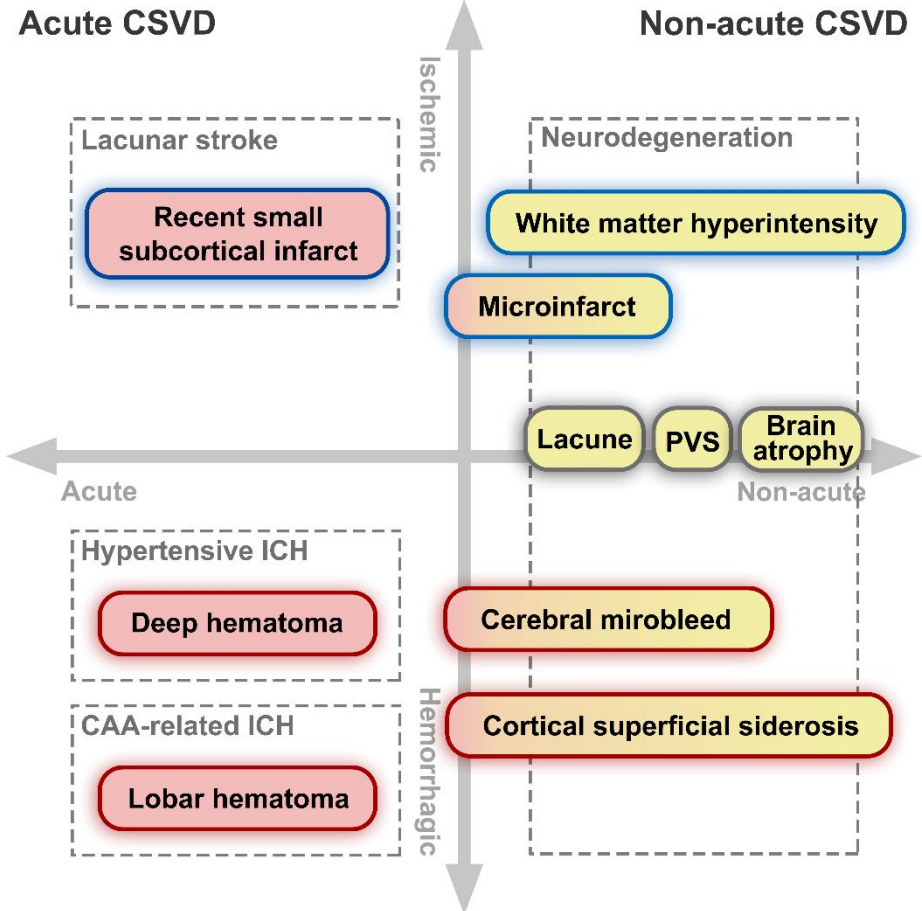 Acute CSVD
Non-acute CSVD
Ischemic
Lacunar stroke
Recent small
subcortical infarct
Neurodegeneration
White matter hyperintensity
Microinfarct
Lacune
PVS
Brain
atrophy
Acute
Non-acute
Hypertensive ICH
Deep hematoma
Cerebral mirobleed
CAA-related ICH
Lobar hematoma
Hemorrhagic
Cortical superficial siderosis